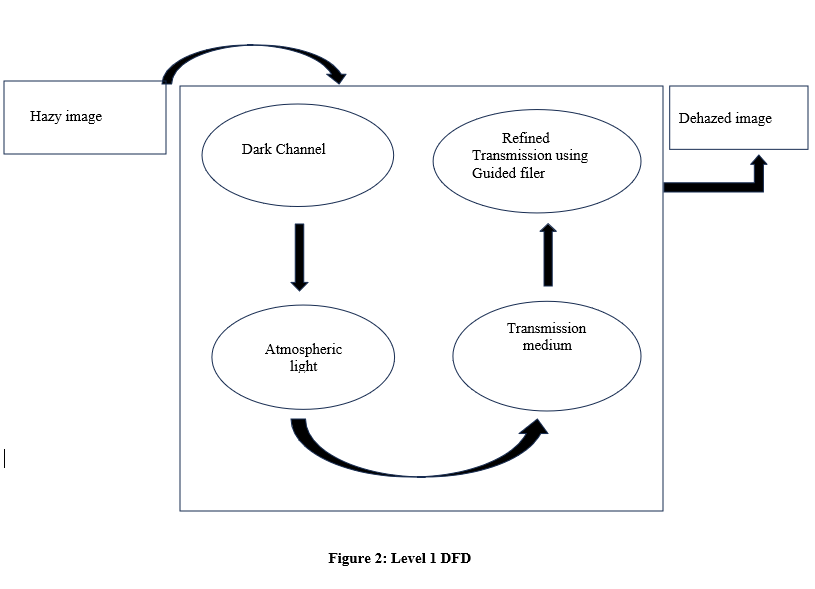 Hazy image
Dark Channel
Refined
Transmission using
Guided filer
Dehazed image
Atmospheric
light
Transmission
medium
Figure 2: Level 1 DFD